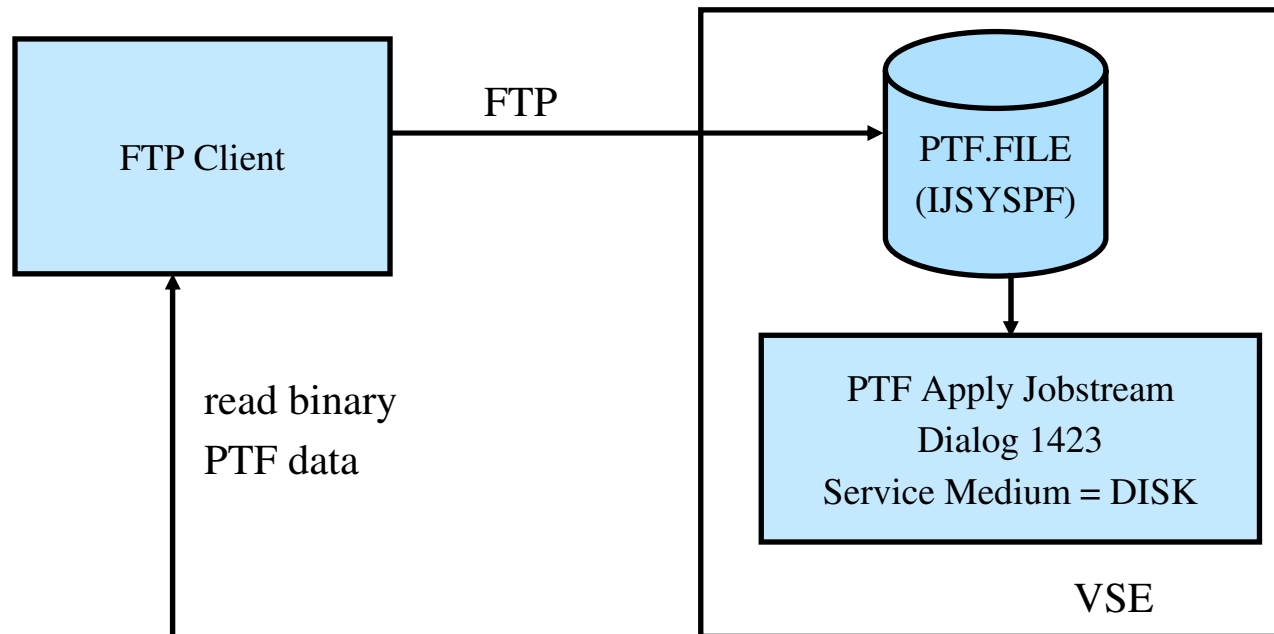 FTP Client
FTP
PTF.FILE
(IJSYSPF)
read binary
PTF data
PTF Apply Jobstream
Dialog 1423
Service Medium = DISK
VSE